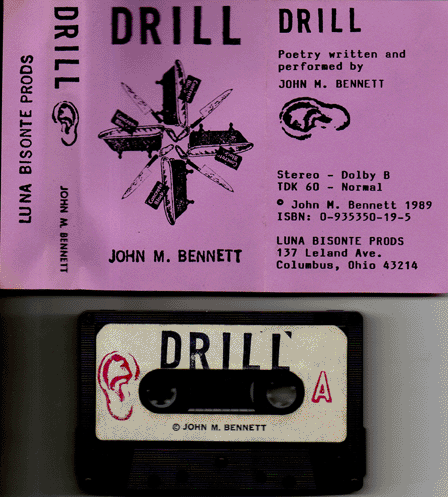 LUNA BISONTE PRODS
DRILL
JOHN M. BENNETT
DRILL
JOHN M. BENNETT
DRILL
Poetry written and
performed by
JOHN M. BENNETT
Stereo - Dolby B
TDK 60 - Normal
© John M. Bennett 1989
ISBN: 0-935350-19-5
LUNA BISONTE PRODS
137 Leland Ave.
Columbus, Ohio 43214
DRILL
A
© JOHN M. BENNETT